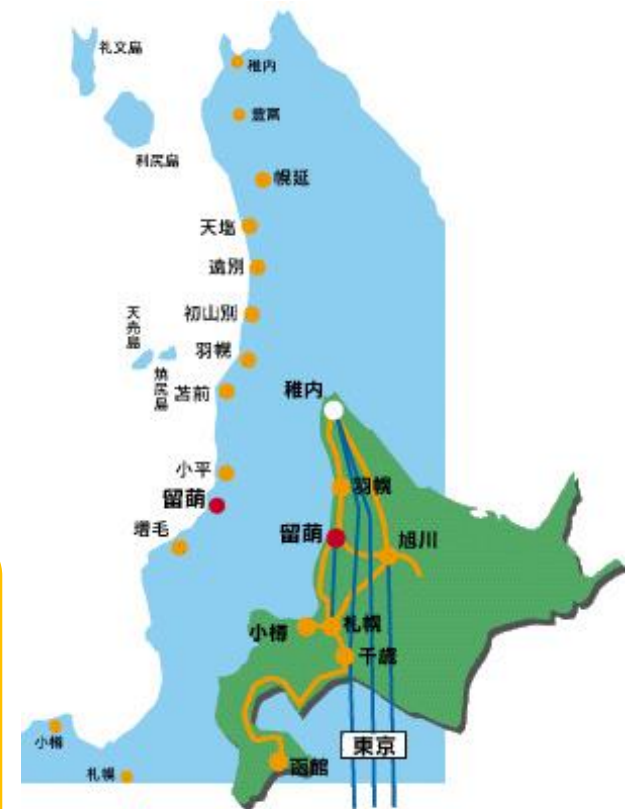 礼文島
稚内
豊富
利尻島
幌延
天塩
遠別
初山別
天売島
羽幌
焼尻島
苫前
稚内
小平
羽幌
留萌
留萌
増毛
旭川
小樽
札幌
千歳
小樽
東京
函館
札幌